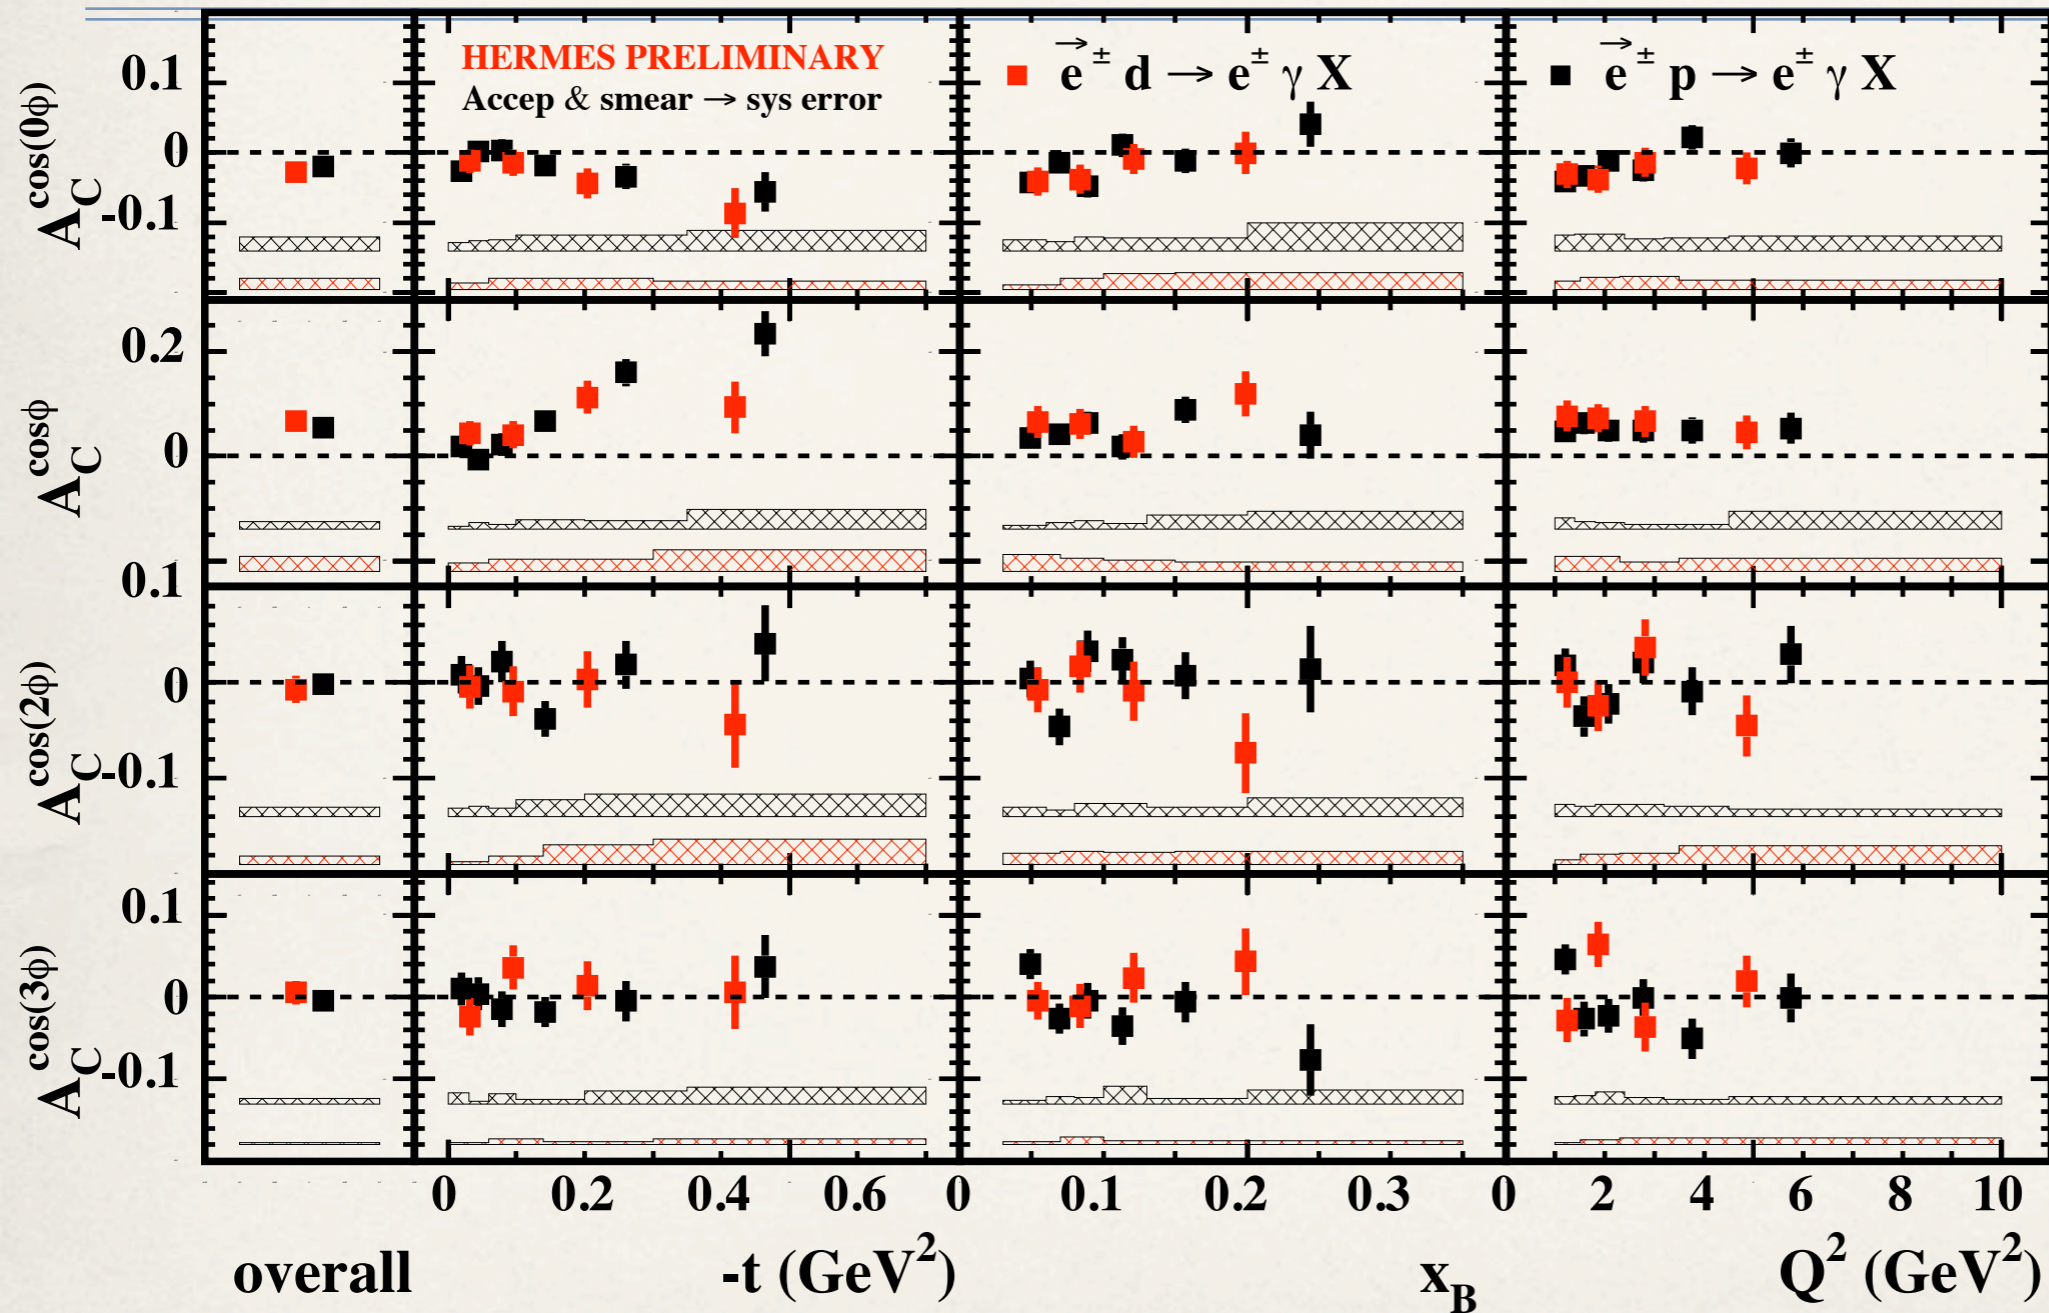 HERMES PRELIMINARY
Accep & smear → sys error
e⃗± d → e± γ X
e⃗± p → e± γ X
A_C^cos(0ϕ)
0.1
0
-0.1
A_C^cosϕ
0.2
0
A_C^cos(2ϕ)
0.1
0
-0.1
A_C^cos(3ϕ)
0.1
0
-0.1
0 0.2 0.4 0.6 0 0.1 0.2 0.3 0 2 4 6 8 10
overall -t (GeV²) x_B Q² (GeV²)